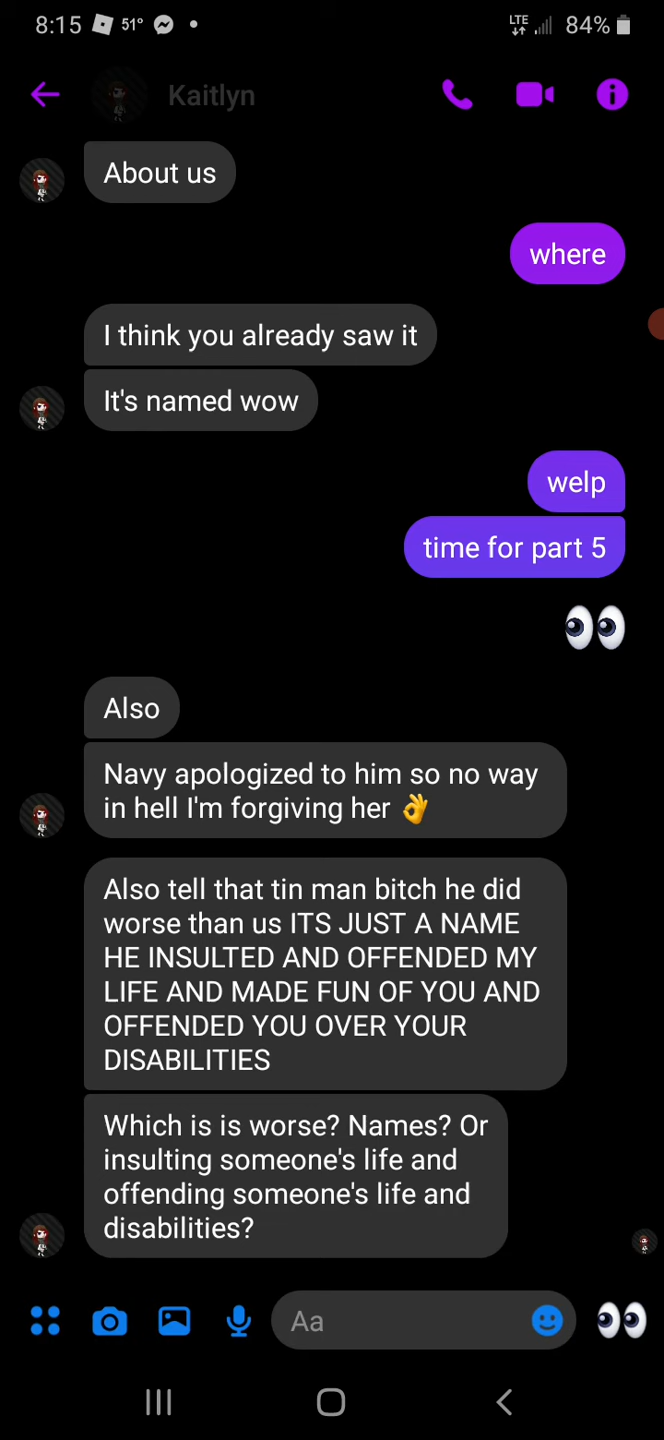 8:15 51° LTE 84%
Kaitlyn
About us
where
I think you already saw it
It's named wow
welp
time for part 5
Also
Navy apologized to him so no way
in hell I'm forgiving her 👌
Also tell that tin man bitch he did
worse than us ITS JUST A NAME
HE INSULTED AND OFFENDED MY
LIFE AND MADE FUN OF YOU AND
OFFENDED YOU OVER YOUR
DISABILITIES
Which is is worse? Names? Or
insulting someone's life and
offending someone's life and
disabilities?
Aa